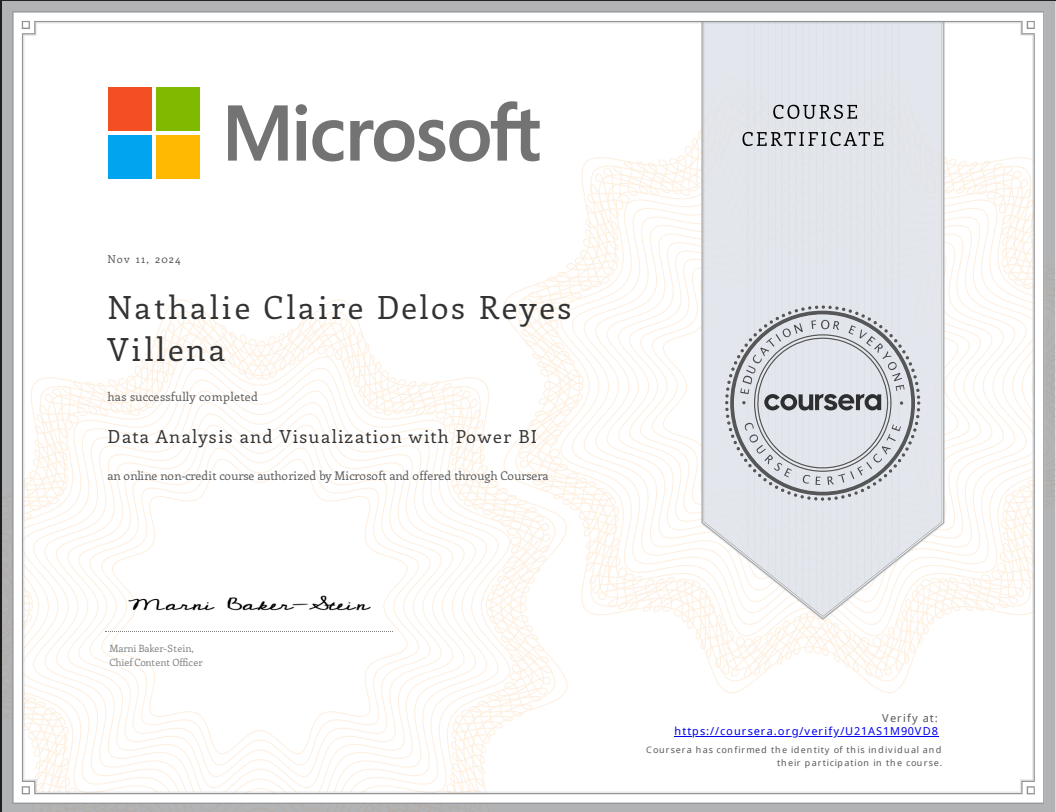 Microsoft
COURSE
CERTIFICATE
Nov 11, 2024
Nathalie Claire Delos Reyes
Villena
has successfully completed
Data Analysis and Visualization with Power BI
an online non-credit course authorized by Microsoft and offered through Coursera
EDUCATION FOR EVERYONE
coursera
COURSE CERTIFICATE
Marni Baker-Stein
Marni Baker-Stein,
Chief Content Officer
Verify at:
https://coursera.org/verify/U21AS1M90VD8
Coursera has confirmed the identity of this individual and
their participation in the course.